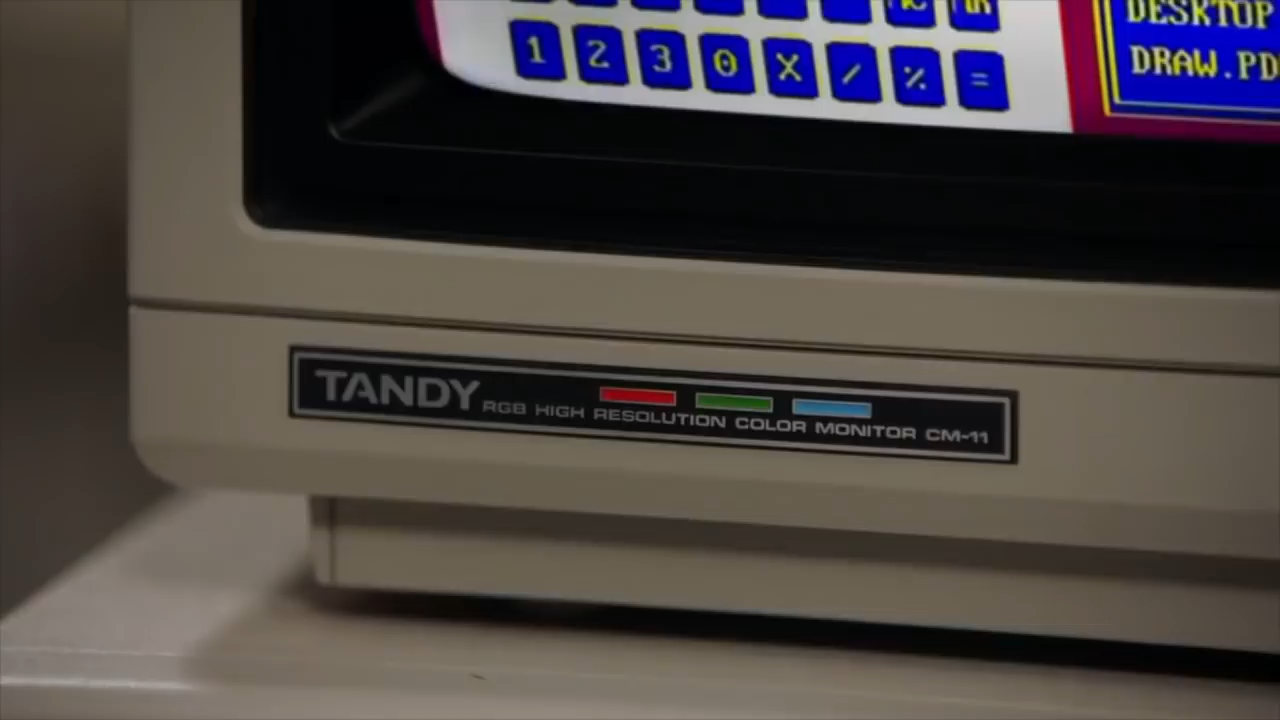 1 2 3 0 X / % =
DESKTOP
DRAW.PD
TANDY
RGB HIGH RESOLUTION COLOR MONITOR CM-11